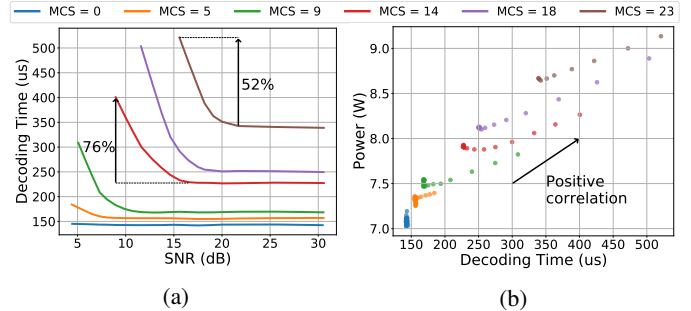 MCS = 0 MCS = 5 MCS = 9 MCS = 14 MCS = 18 MCS = 23
Decoding Time (us)
500
450
400
350
300
250
200
150
52%
76%
5 10 15 20 25 30
SNR (dB)
Power (W)
9.0
8.5
8.0
7.5
7.0
Positive
correlation
150 200 250 300 350 400 450 500
Decoding Time (us)
(a) (b)